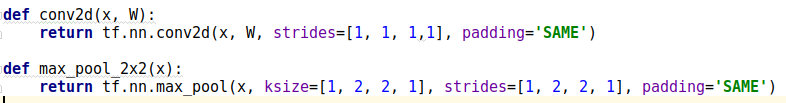 def conv2d(x, W):
    return tf.nn.conv2d(x, W, strides=[1, 1, 1,1], padding='SAME')
def max_pool_2x2(x):
    return tf.nn.max_pool(x, ksize=[1, 2, 2, 1], strides=[1, 2, 2, 1], padding='SAME')